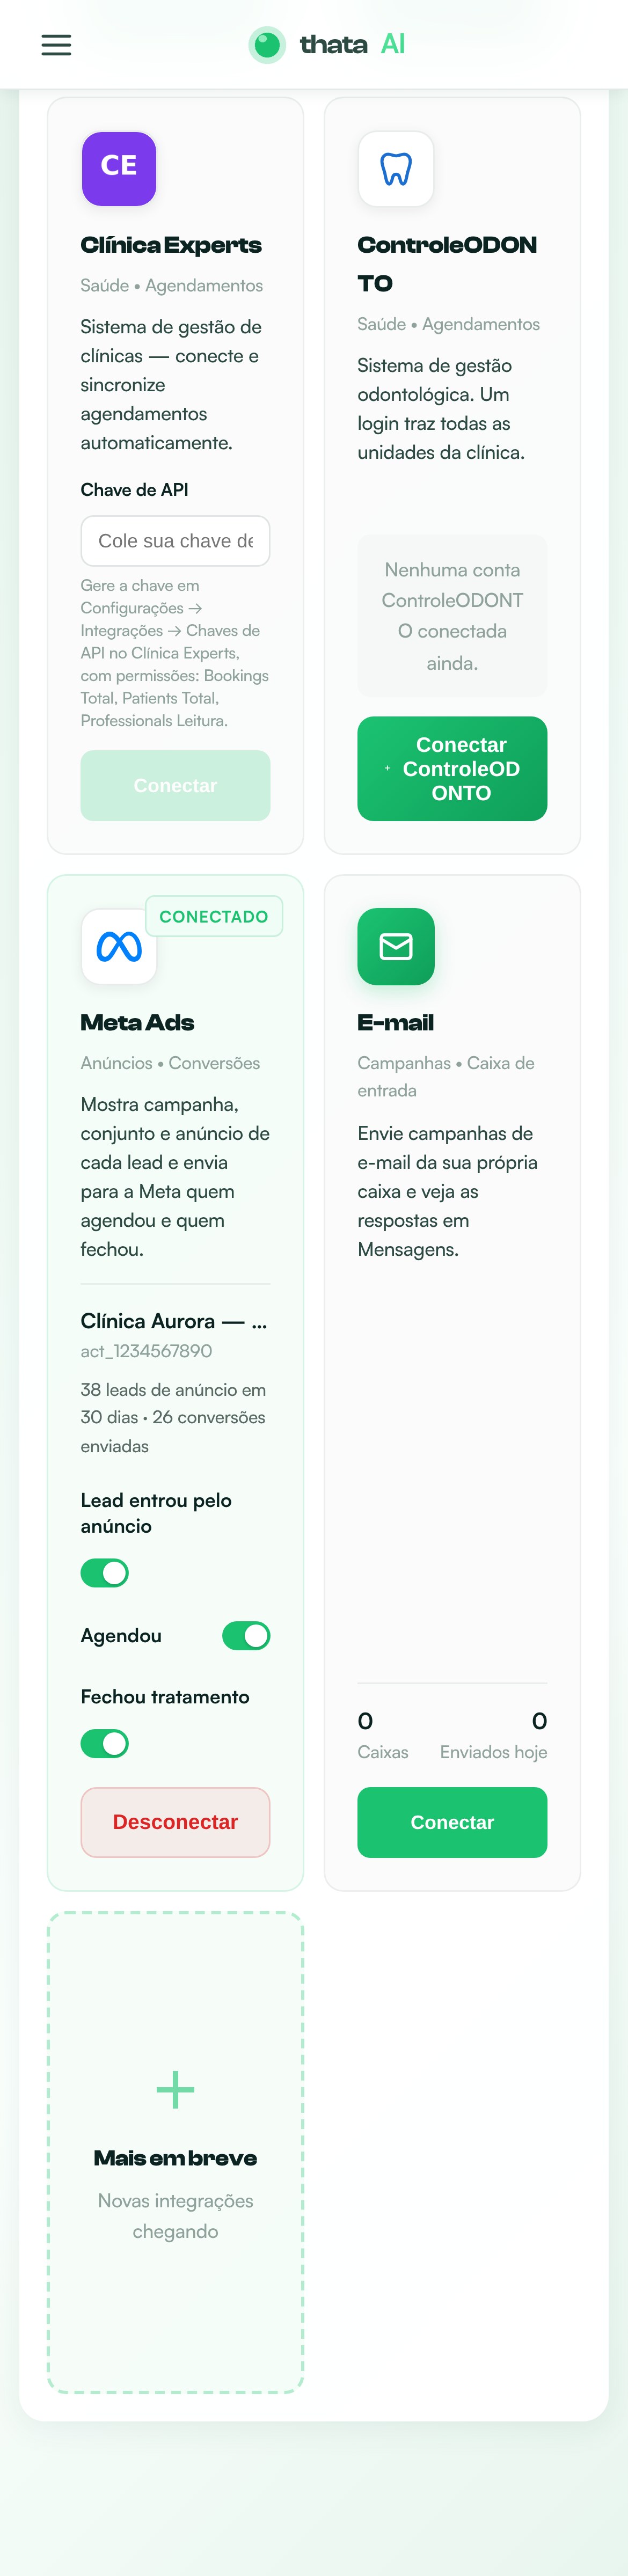 thata AI
CE
Clínica Experts
Saúde • Agendamentos
Sistema de gestão de
clínicas — conecte e
sincronize
agendamentos
automaticamente.
Chave de API
Cole sua chave de
Gere a chave em
Configurações →
Integrações → Chaves de
API no Clínica Experts,
com permissões: Bookings
Total, Patients Total,
Professionals Leitura.
Conectar
ControleODON
TO
Saúde • Agendamentos
Sistema de gestão
odontológica. Um
login traz todas as
unidades da clínica.
Nenhuma conta
ControleODONT
O conectada
ainda.
+ Conectar
ControleOD
ONTO
CONECTADO
Meta Ads
Anúncios • Conversões
Mostra campanha,
conjunto e anúncio de
cada lead e envia
para a Meta quem
agendou e quem
fechou.
Clínica Aurora — ...
act_1234567890
38 leads de anúncio em
30 dias · 26 conversões
enviadas
Lead entrou pelo
anúncio
Agendou
Fechou tratamento
Desconectar
E-mail
Campanhas • Caixa de
entrada
Envie campanhas de
e-mail da sua própria
caixa e veja as
respostas em
Mensagens.
0 0
Caixas Enviados hoje
Conectar
Mais em breve
Novas integrações
chegando